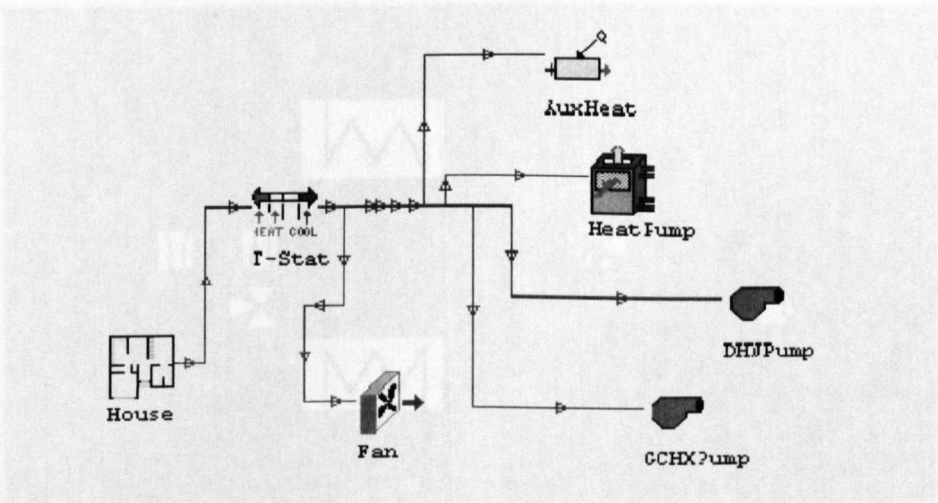 Q
AuxHeat
HeatPump
HEAT COOL
T-Stat
DHWPump
House
Fan
GCHXPump